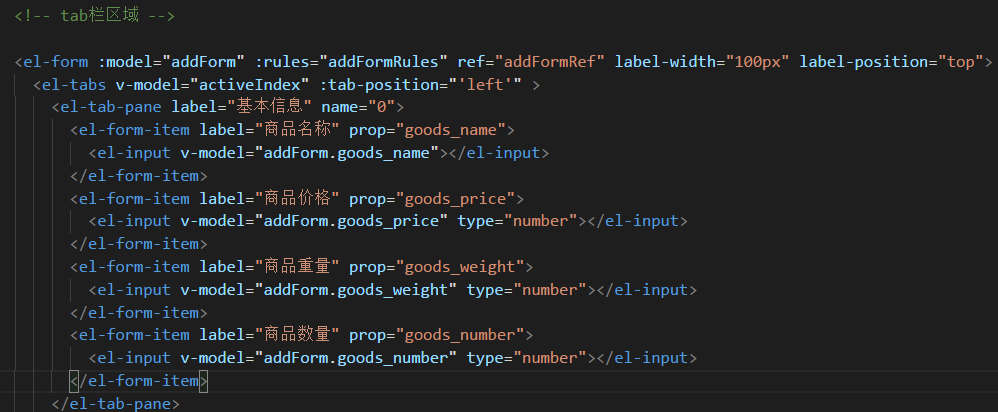 <!-- tab栏区域 -->
<el-form :model="addForm" :rules="addFormRules" ref="addFormRef" label-width="100px" label-position="top">
<el-tabs v-model="activeIndex" :tab-position="'left'" >
<el-tab-pane label="基本信息" name="0">
<el-form-item label="商品名称" prop="goods_name">
<el-input v-model="addForm.goods_name"></el-input>
</el-form-item>
<el-form-item label="商品价格" prop="goods_price">
<el-input v-model="addForm.goods_price" type="number"></el-input>
</el-form-item>
<el-form-item label="商品重量" prop="goods_weight">
<el-input v-model="addForm.goods_weight" type="number"></el-input>
</el-form-item>
<el-form-item label="商品数量" prop="goods_number">
<el-input v-model="addForm.goods_number" type="number"></el-input>
</el-form-item>
</el-tab-pane>